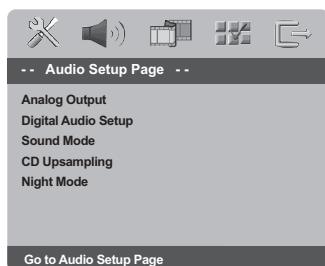 -- Audio Setup Page --
Analog Output
Digital Audio Setup
Sound Mode
CD Upsampling
Night Mode
Go to Audio Setup Page